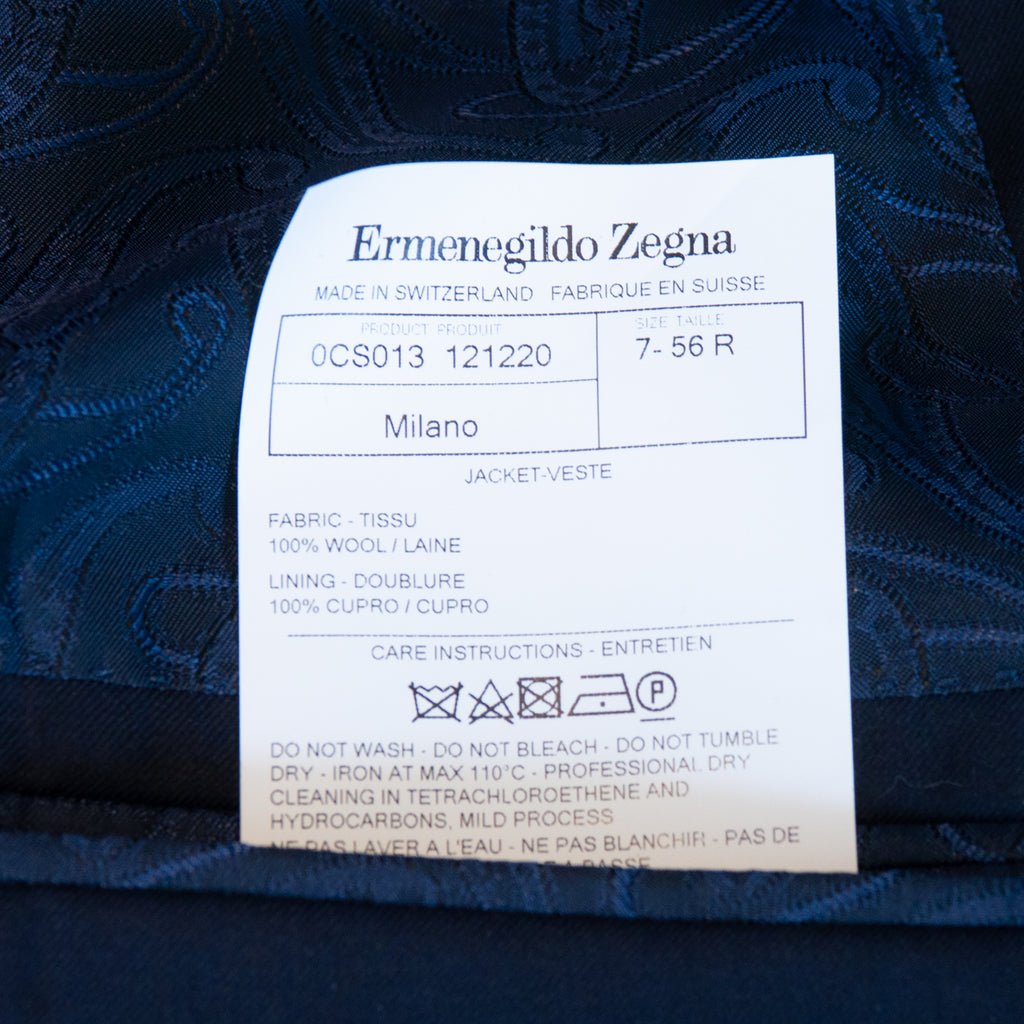 Ermenegildo Zegna
MADE IN SWITZERLAND FABRIQUE EN SUISSE
PRODUCT PRODUIT
SIZE TAILLE
0CS013 121220
7- 56 R
Milano
JACKET-VESTE
FABRIC - TISSU
100% WOOL / LAINE
LINING - DOUBLURE
100% CUPRO / CUPRO
CARE INSTRUCTIONS - ENTRETIEN
P
DO NOT WASH - DO NOT BLEACH - DO NOT TUMBLE
DRY - IRON AT MAX 110°C - PROFESSIONAL DRY
CLEANING IN TETRACHLOROETHENE AND
HYDROCARBONS, MILD PROCESS
NE PAS LAVER A L'EAU - NE PAS BLANCHIR - PAS DE
A BASSE